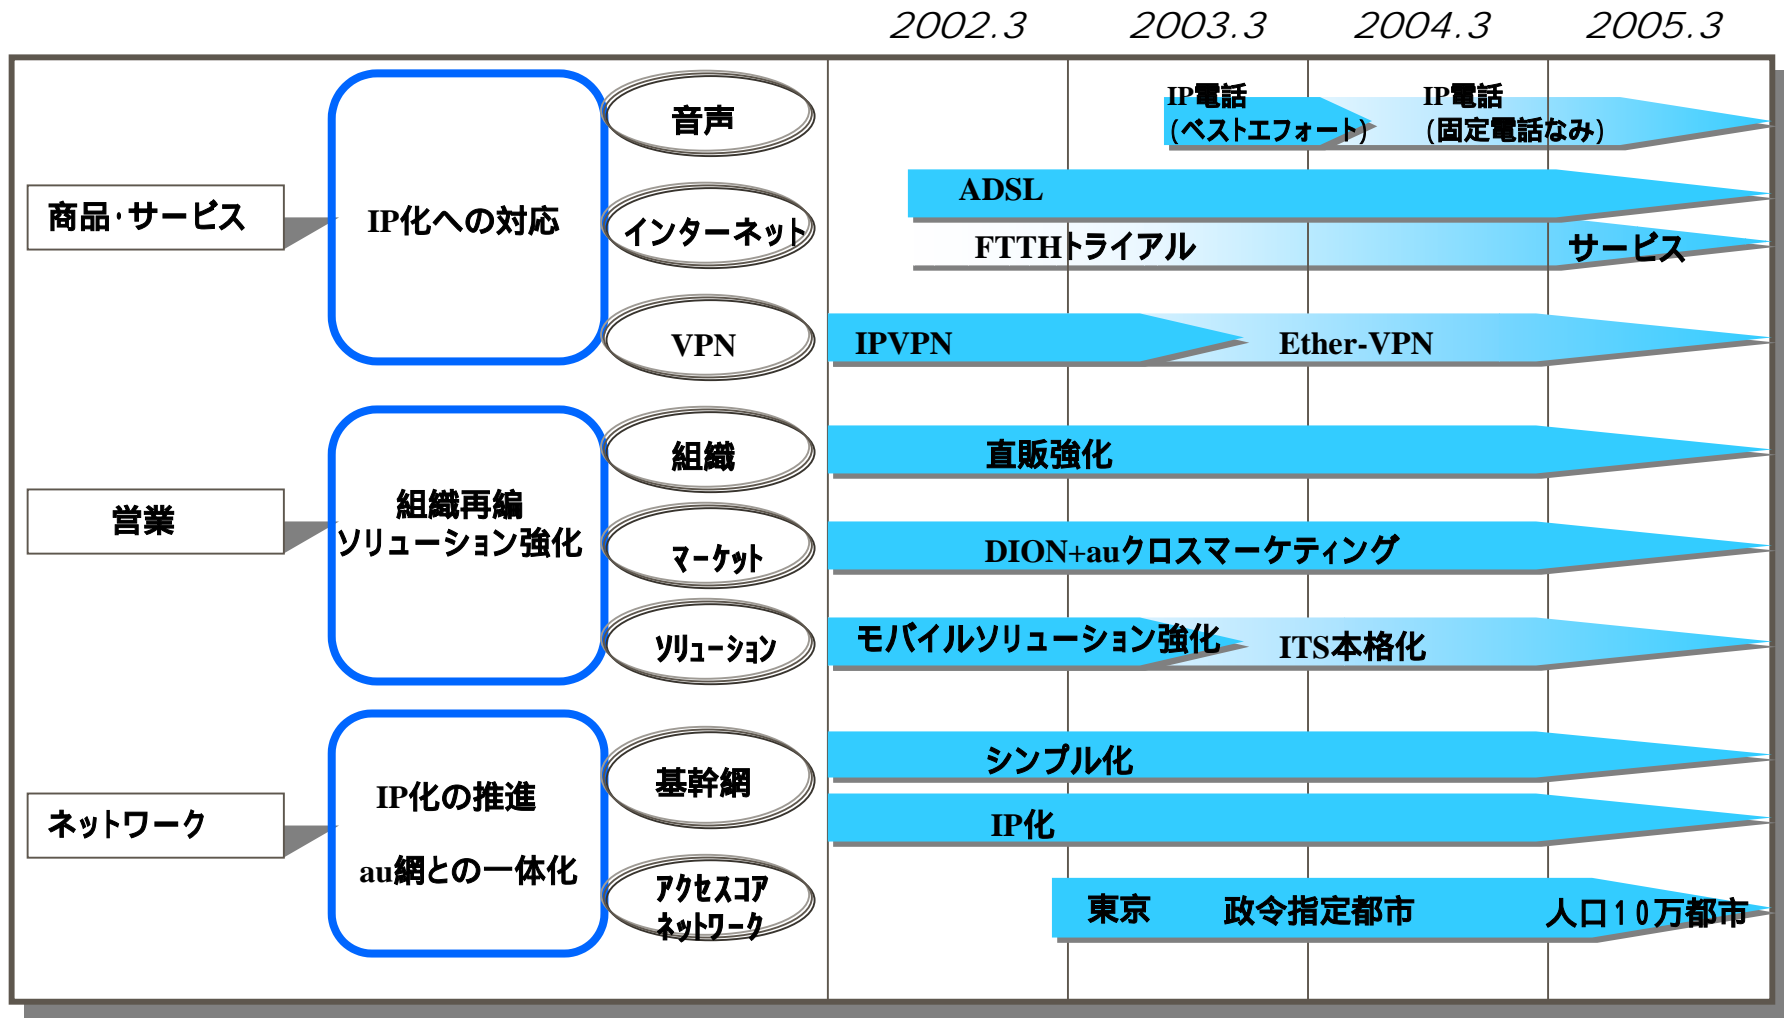 2002.3 2003.3 2004.3 2005.3
商品・サービス
IP化への対応
音声
IP電話
(ベストエフォート)
IP電話
(固定電話なみ)
インターネット
ADSL
FTTHトライアル
サービス
VPN
IPVPN
Ether-VPN
営業
組織再編
ソリューション強化
組織
直販強化
マーケット
DION+auクロスマーケティング
ソリューション
モバイルソリューション強化
ITS本格化
ネットワーク
IP化の推進
au網との一体化
基幹網
シンプル化
IP化
アクセスコア
ネットワーク
東京
政令指定都市
人口10万都市